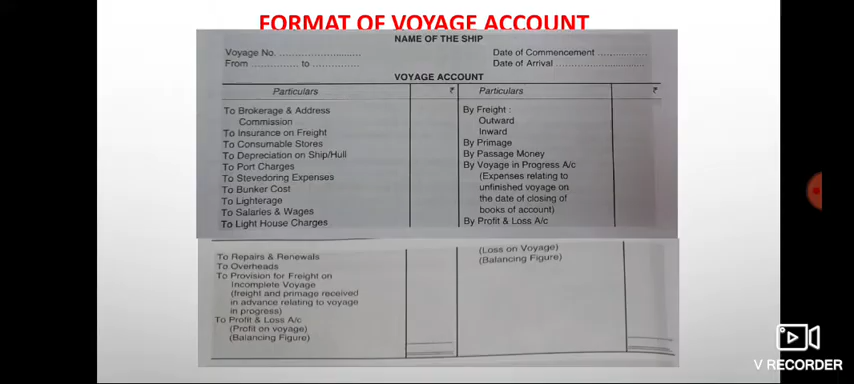 FORMAT OF VOYAGE ACCOUNT
NAME OF THE SHIP
Voyage No. ........................ Date of Commencement ................
From .............. to .............. Date of Arrival ............................
VOYAGE ACCOUNT
Particulars ₹ Particulars ₹
To Brokerage & Address
Commission
To Insurance on Freight
To Consumable Stores
To Depreciation on Ship/Hull
To Port Charges
To Stevedoring Expenses
To Bunker Cost
To Lighterage
To Salaries & Wages
To Light House Charges
By Freight :
Outward
Inward
By Primage
By Passage Money
By Voyage in Progress A/c
(Expenses relating to
unfinished voyage on
the date of closing of
books of account)
By Profit & Loss A/c
To Repairs & Renewals
To Overheads
To Provision for Freight on
Incomplete Voyage
(freight and primage received
in advance relating to voyage
in progress)
To Profit & Loss A/c
(Profit on voyage)
(Balancing Figure)
(Loss on Voyage)
(Balancing Figure)
V RECORDER